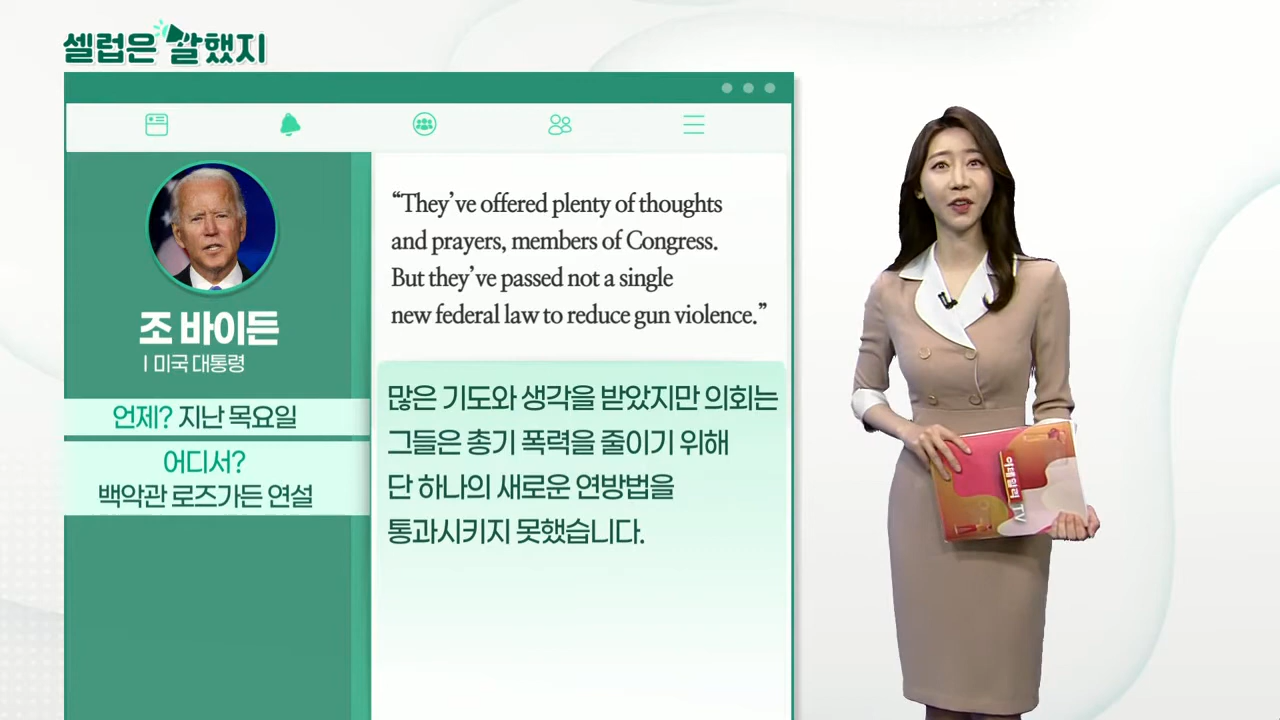 셀럽은 말했지
조 바이든
미국 대통령
언제? 지난 목요일
어디서?
백악관 로즈가든 연설
“They’ve offered plenty of thoughts
and prayers, members of Congress.
But they’ve passed not a single
new federal law to reduce gun violence.”
많은 기도와 생각을 받았지만 의회는
그들은 총기 폭력을 줄이기 위해
단 하나의 새로운 연방법을
통과시키지 못했습니다.
이데일리 TV